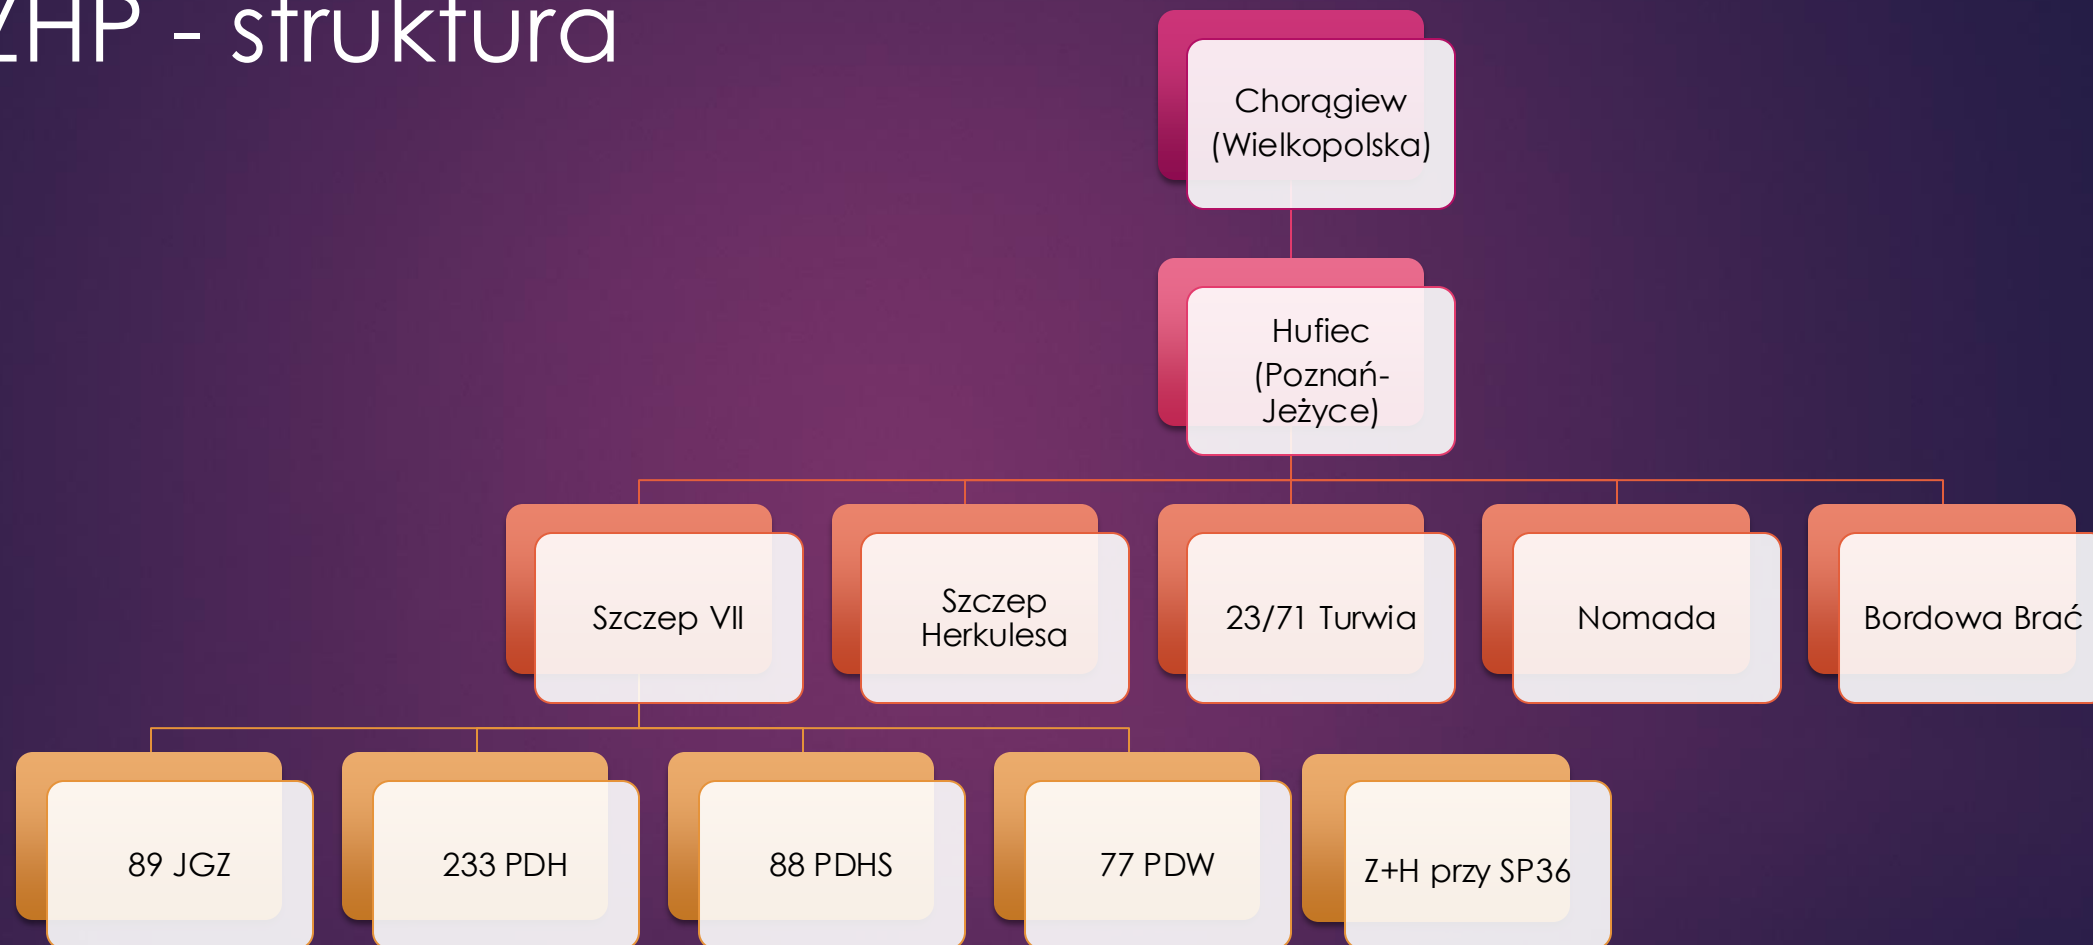 ZHP - struktura
Chorągiew
(Wielkopolska)
Hufiec
(Poznań-
Jeżyce)
Szczep VII
Szczep
Herkulesa
23/71 Turwia
Nomada
Bordowa Brać
89 JGZ
233 PDH
88 PDHS
77 PDW
Z+H przy SP36